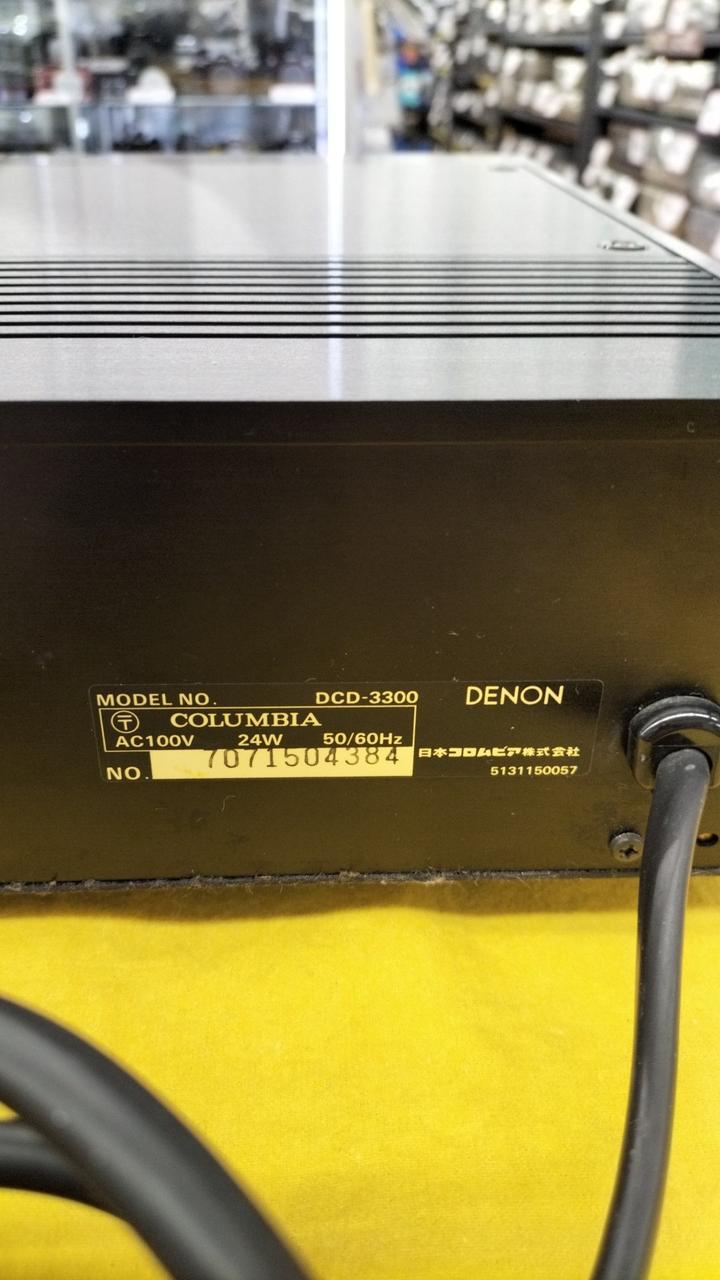 MODEL NO. DCD-3300 DENON
〒 COLUMBIA
AC100V 24W 50/60Hz
日本コロムビア株式会社
NO. 7071504384
5131150057
C